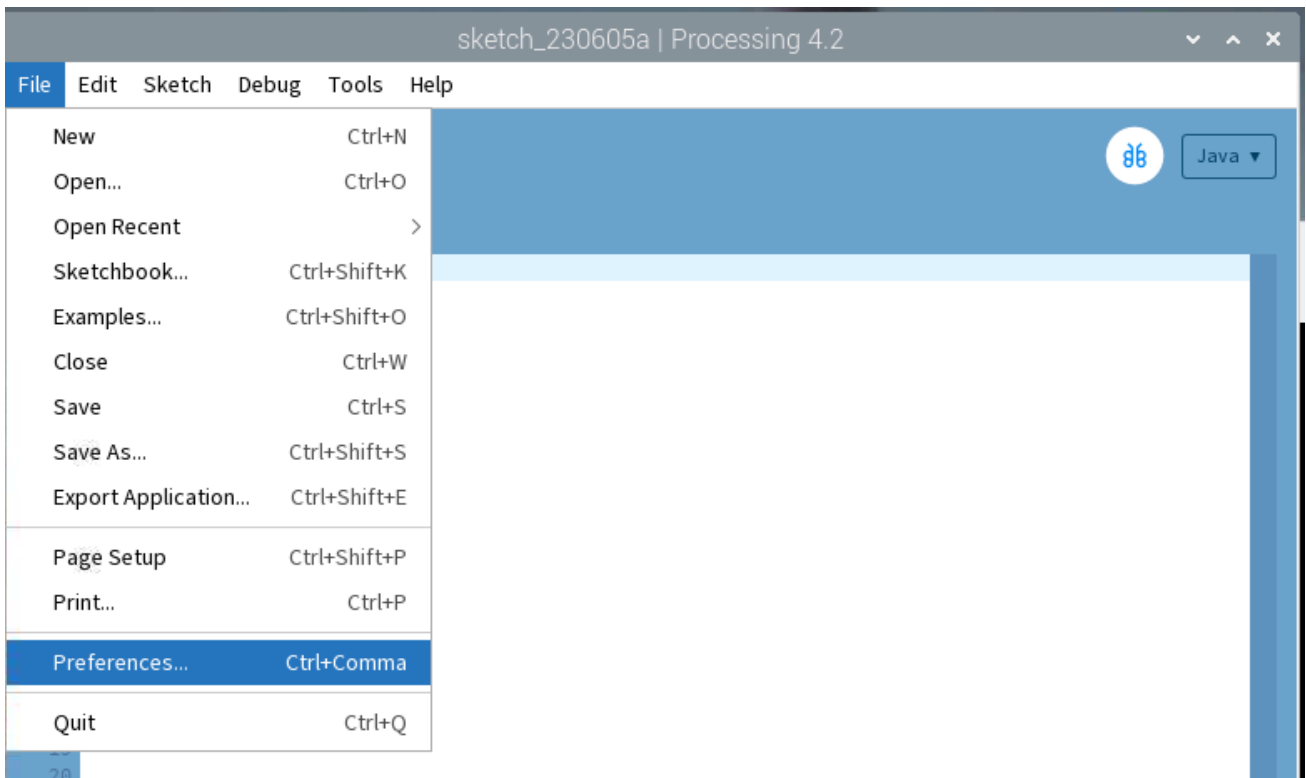 sketch_230605a | Processing 4.2
File Edit Sketch Debug Tools Help
New Ctrl+N
Open... Ctrl+O
Java ▾
Open Recent
Sketchbook... Ctrl+Shift+K
Examples... Ctrl+Shift+O
Close Ctrl+W
Save Ctrl+S
Save As... Ctrl+Shift+S
Export Application... Ctrl+Shift+E
Page Setup Ctrl+Shift+P
Print... Ctrl+P
Preferences... Ctrl+Comma
Quit Ctrl+Q
20